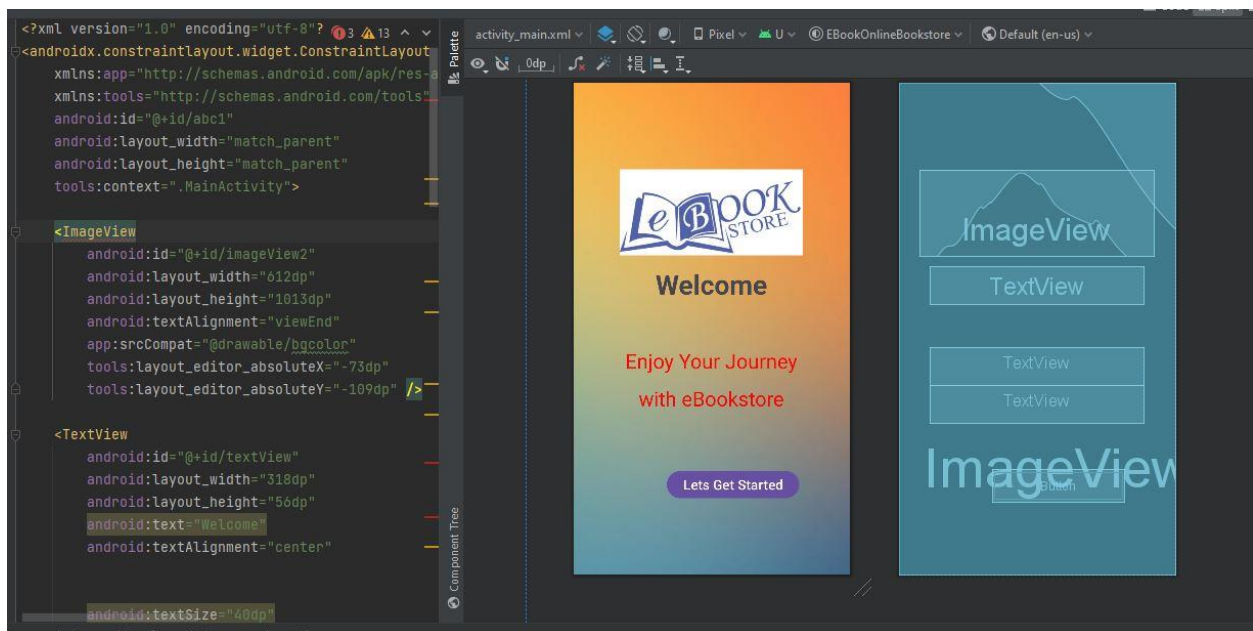 <?xml version="1.0" encoding="utf-8"? 3 13
<androidx.constraintlayout.widget.ConstraintLayout
xmlns:app="http://schemas.android.com/apk/res-a
xmlns:tools="http://schemas.android.com/tools"
android:id="@+id/abc1"
android:layout_width="match_parent"
android:layout_height="match_parent"
tools:context=".MainActivity">
<ImageView
android:id="@+id/imageView2"
android:layout_width="612dp"
android:layout_height="1013dp"
android:textAlignment="viewEnd"
app:srcCompat="@drawable/bgcolor"
tools:layout_editor_absoluteX="-73dp"
tools:layout_editor_absoluteY="-109dp" />
<TextView
android:id="@+id/textView"
android:layout_width="318dp"
android:layout_height="56dp"
android:text="Welcome"
android:textAlignment="center"
android:textSize="40dp"
Palette
Component Tree
activity_main.xml Pixel U EBookOnlineBookstore Default (en-us)
0dp
eBOOK
STORE
Welcome
Enjoy Your Journey
with eBookstore
Lets Get Started
ImageView
TextView
TextView
TextView
ImageView
Button